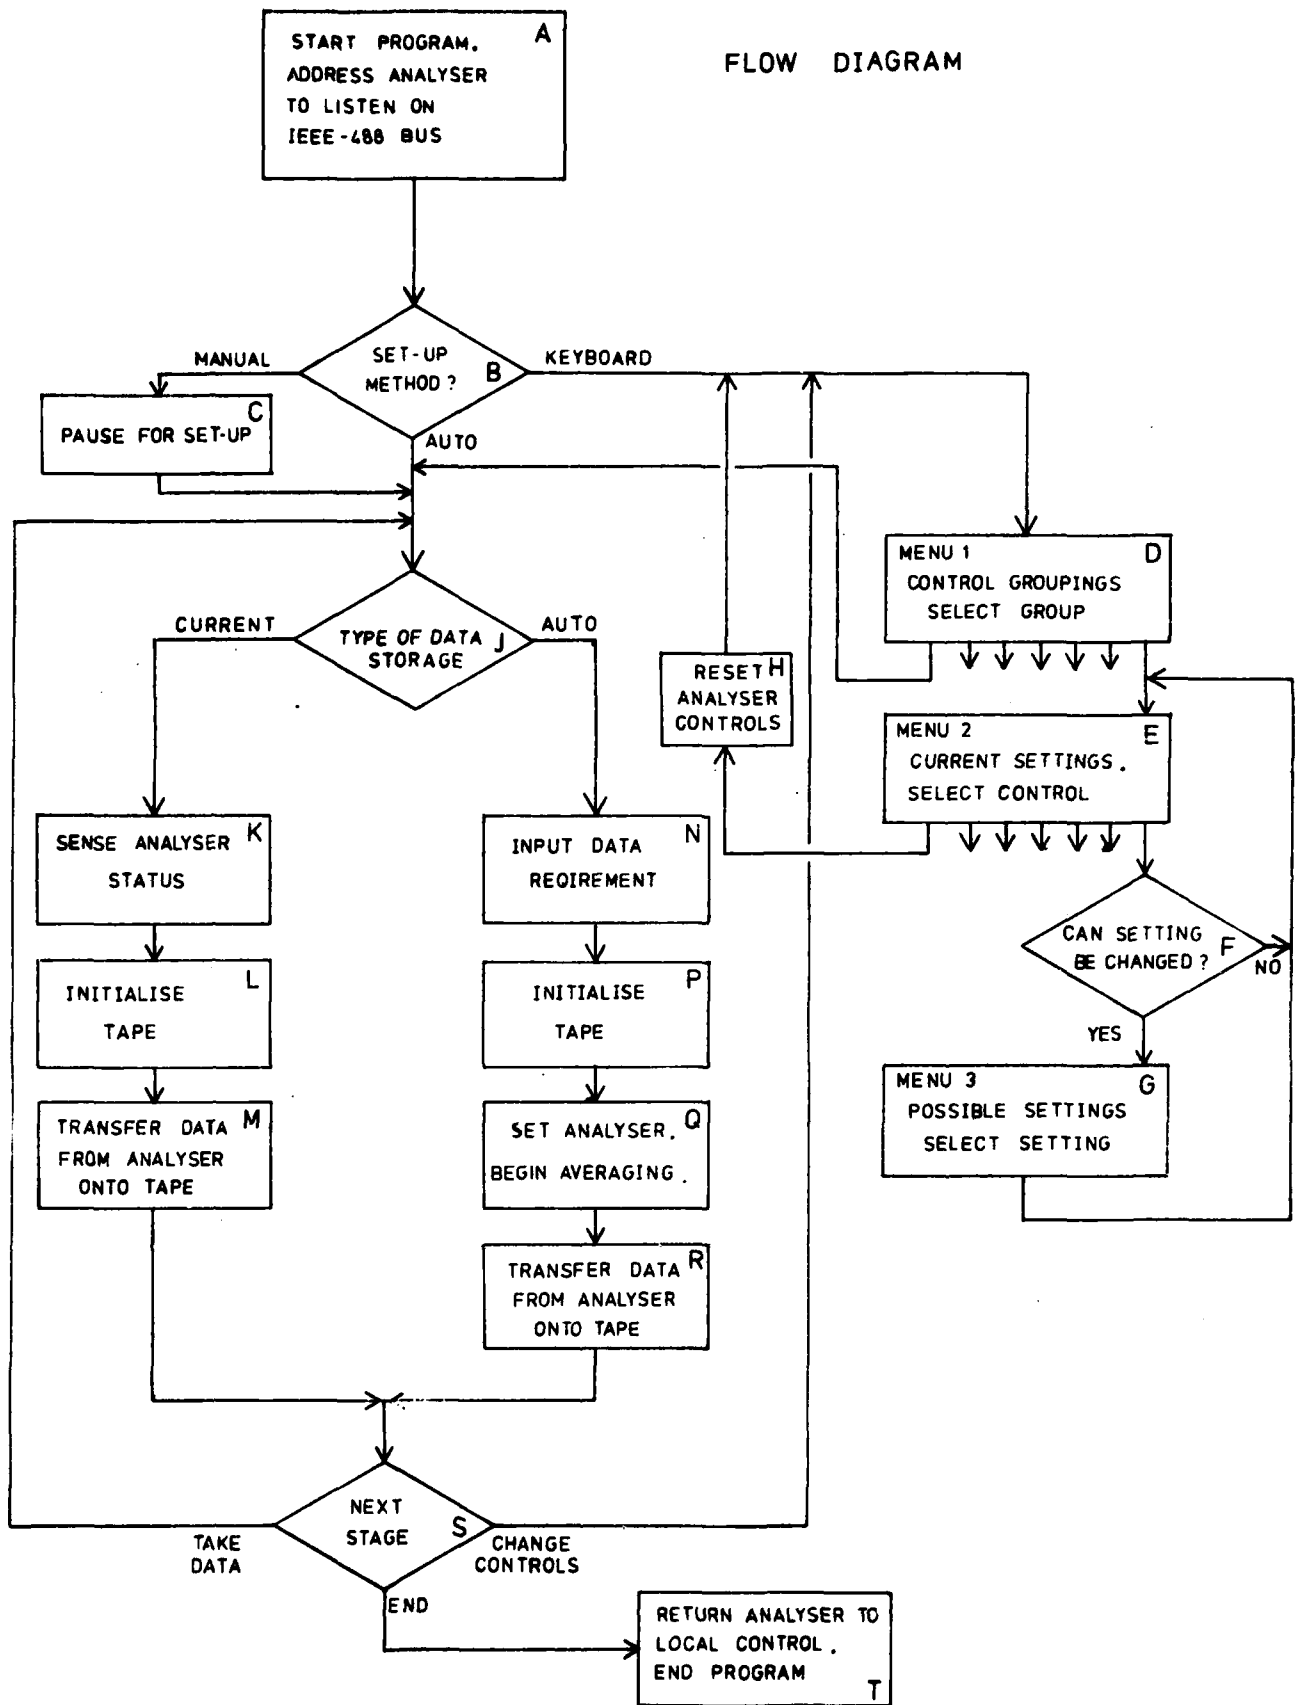 FLOW DIAGRAM
START PROGRAM. A
ADDRESS ANALYSER
TO LISTEN ON
IEEE-488 BUS
MANUAL
SET-UP
METHOD? B
KEYBOARD
AUTO
PAUSE FOR SET-UP C
MENU 1 D
CONTROL GROUPINGS
SELECT GROUP
CURRENT
TYPE OF DATA J
STORAGE
AUTO
RESET H
ANALYSER
CONTROLS
MENU 2 E
CURRENT SETTINGS.
SELECT CONTROL
SENSE ANALYSER K
STATUS
INPUT DATA N
REQIREMENT
CAN SETTING F
BE CHANGED?
NO
YES
INITIALISE L
TAPE
INITIALISE P
TAPE
MENU 3 G
POSSIBLE SETTINGS
SELECT SETTING
TRANSFER DATA M
FROM ANALYSER
ONTO TAPE
SET ANALYSER. Q
BEGIN AVERAGING.
TRANSFER DATA R
FROM ANALYSER
ONTO TAPE
NEXT
STAGE S
TAKE
DATA
CHANGE
CONTROLS
END
RETURN ANALYSER TO
LOCAL CONTROL.
END PROGRAM T